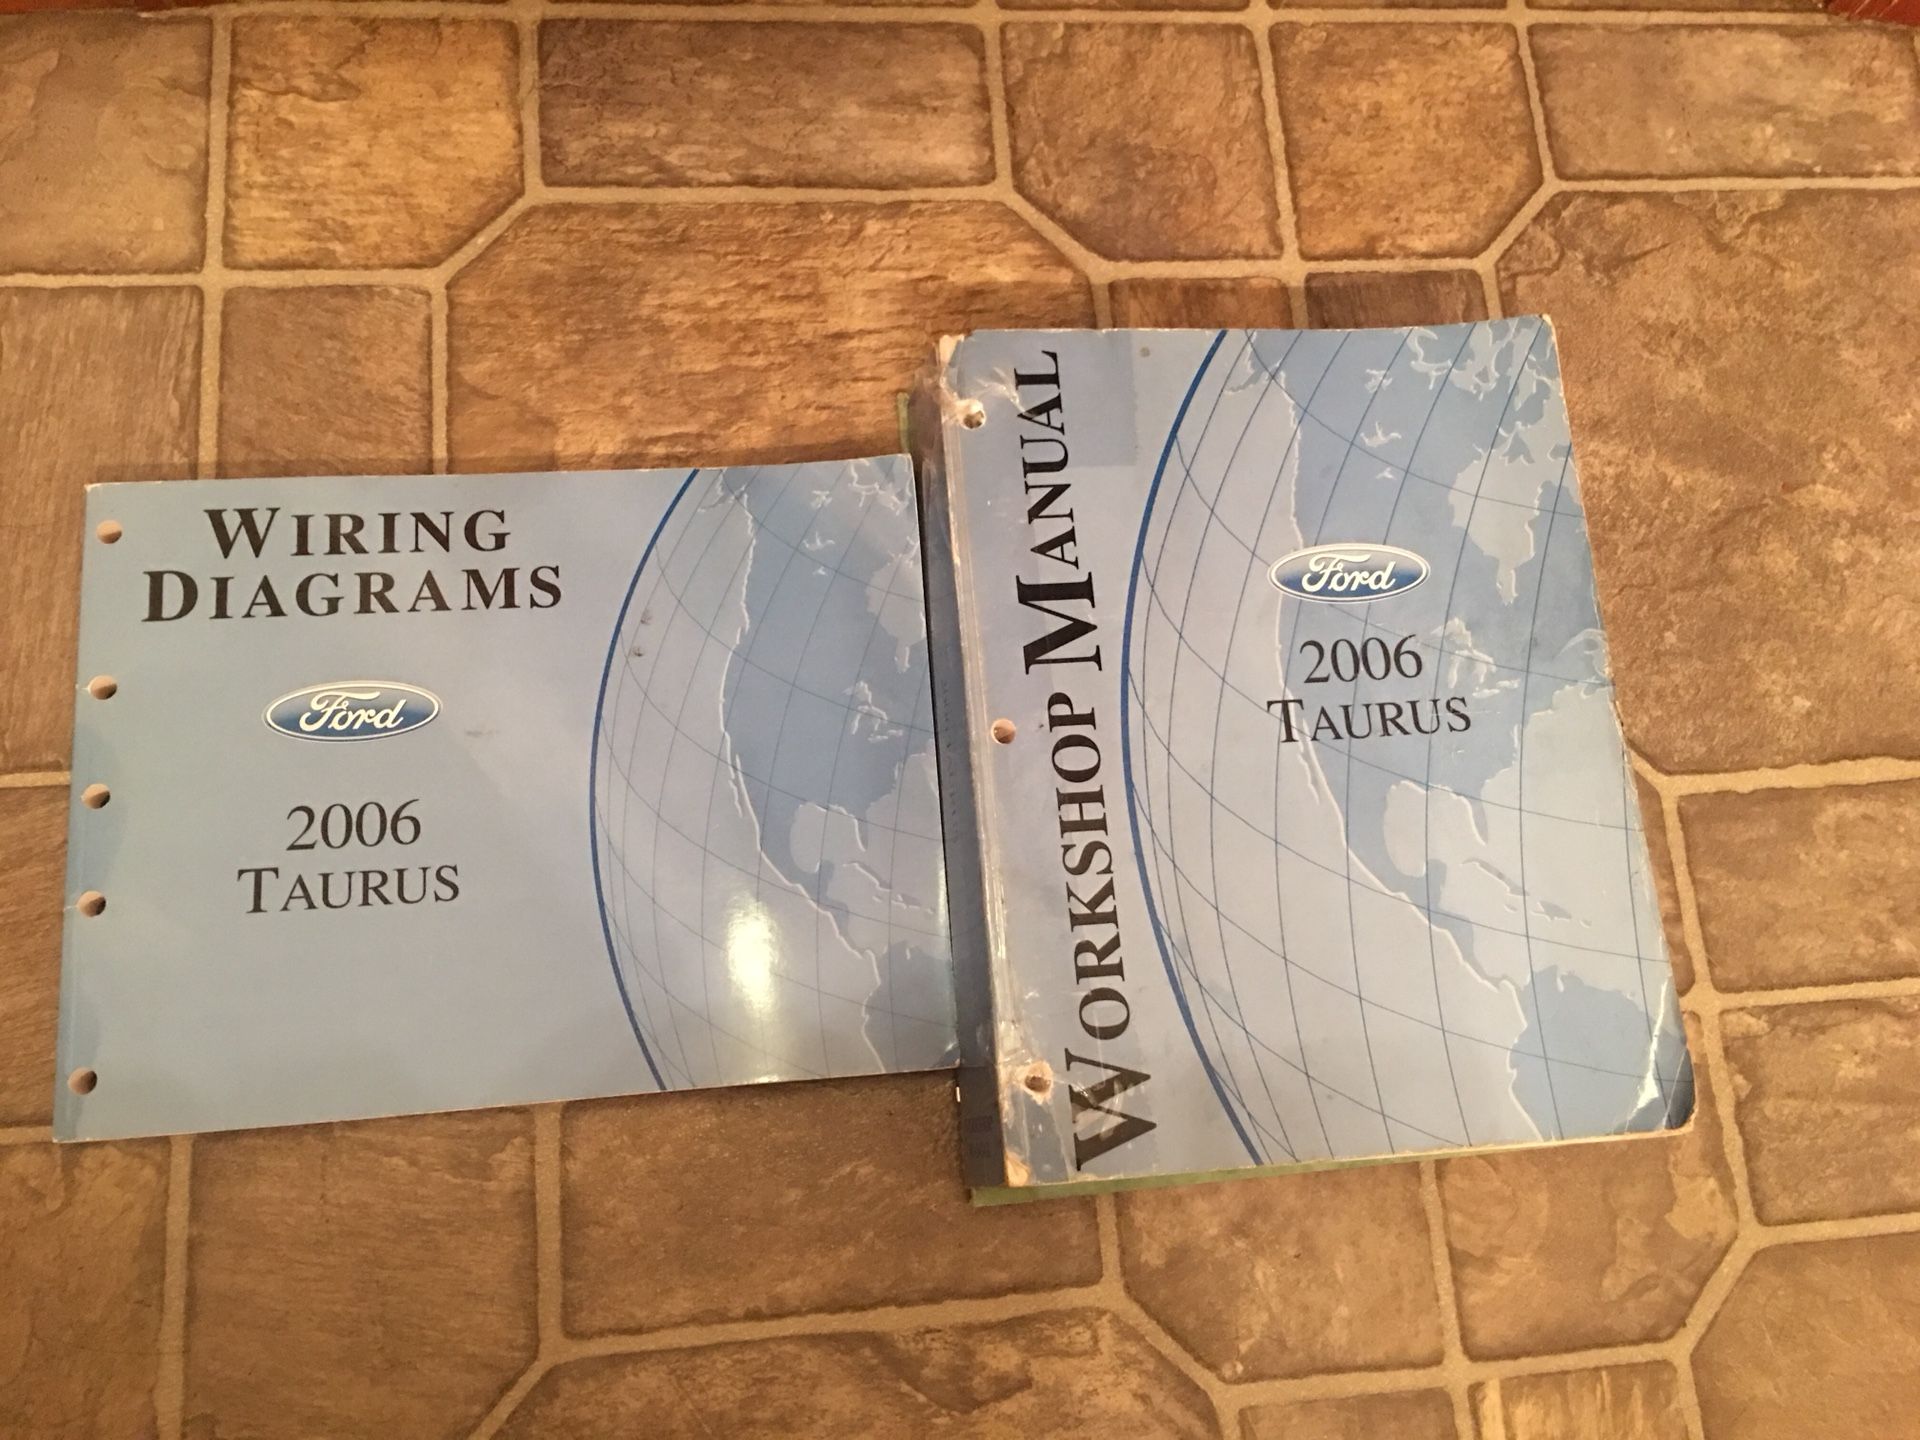 WIRING
DIAGRAMS
Ford
2006
TAURUS
WORKSHOP MANUAL
Ford
2006
TAURUS